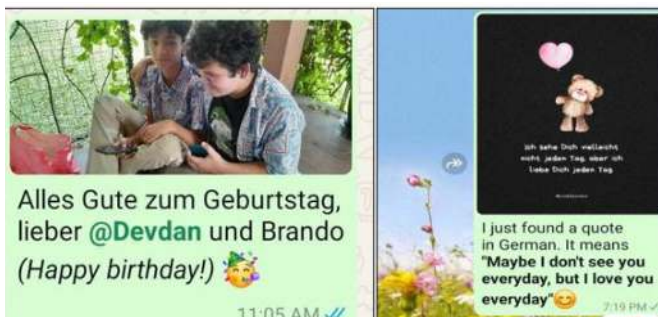 Alles Gute zum Geburtstag,
lieber @Devdan und Brando
(Happy birthday!)
11:05 AM
Ich sehe Dich vielleicht
nicht jeden Tag, aber ich
liebe Dich jeden Tag
I just found a quote
in German. It means
"Maybe I don't see you
everyday, but I love you
everyday"
7:19 PM